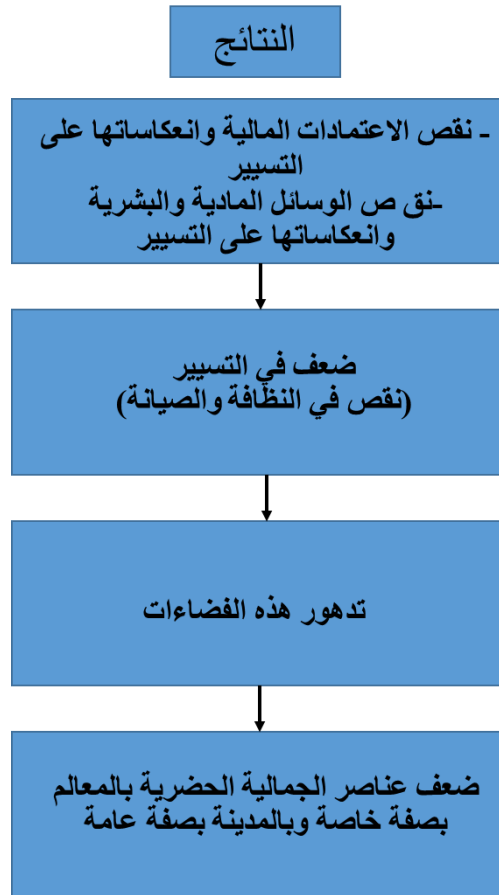 النتائج
- نقص الاعتمادات المالية وانعكاساتها على
التسيير
-نق ص الوسائل المادية والبشرية
وانعكاساتها على التسيير
ضعف في التسيير
(نقص في النظافة والصيانة)
تدهور هذه الفضاءات
ضعف عناصر الجمالية الحضرية بالمعالم
بصفة خاصة وبالمدينة بصفة عامة